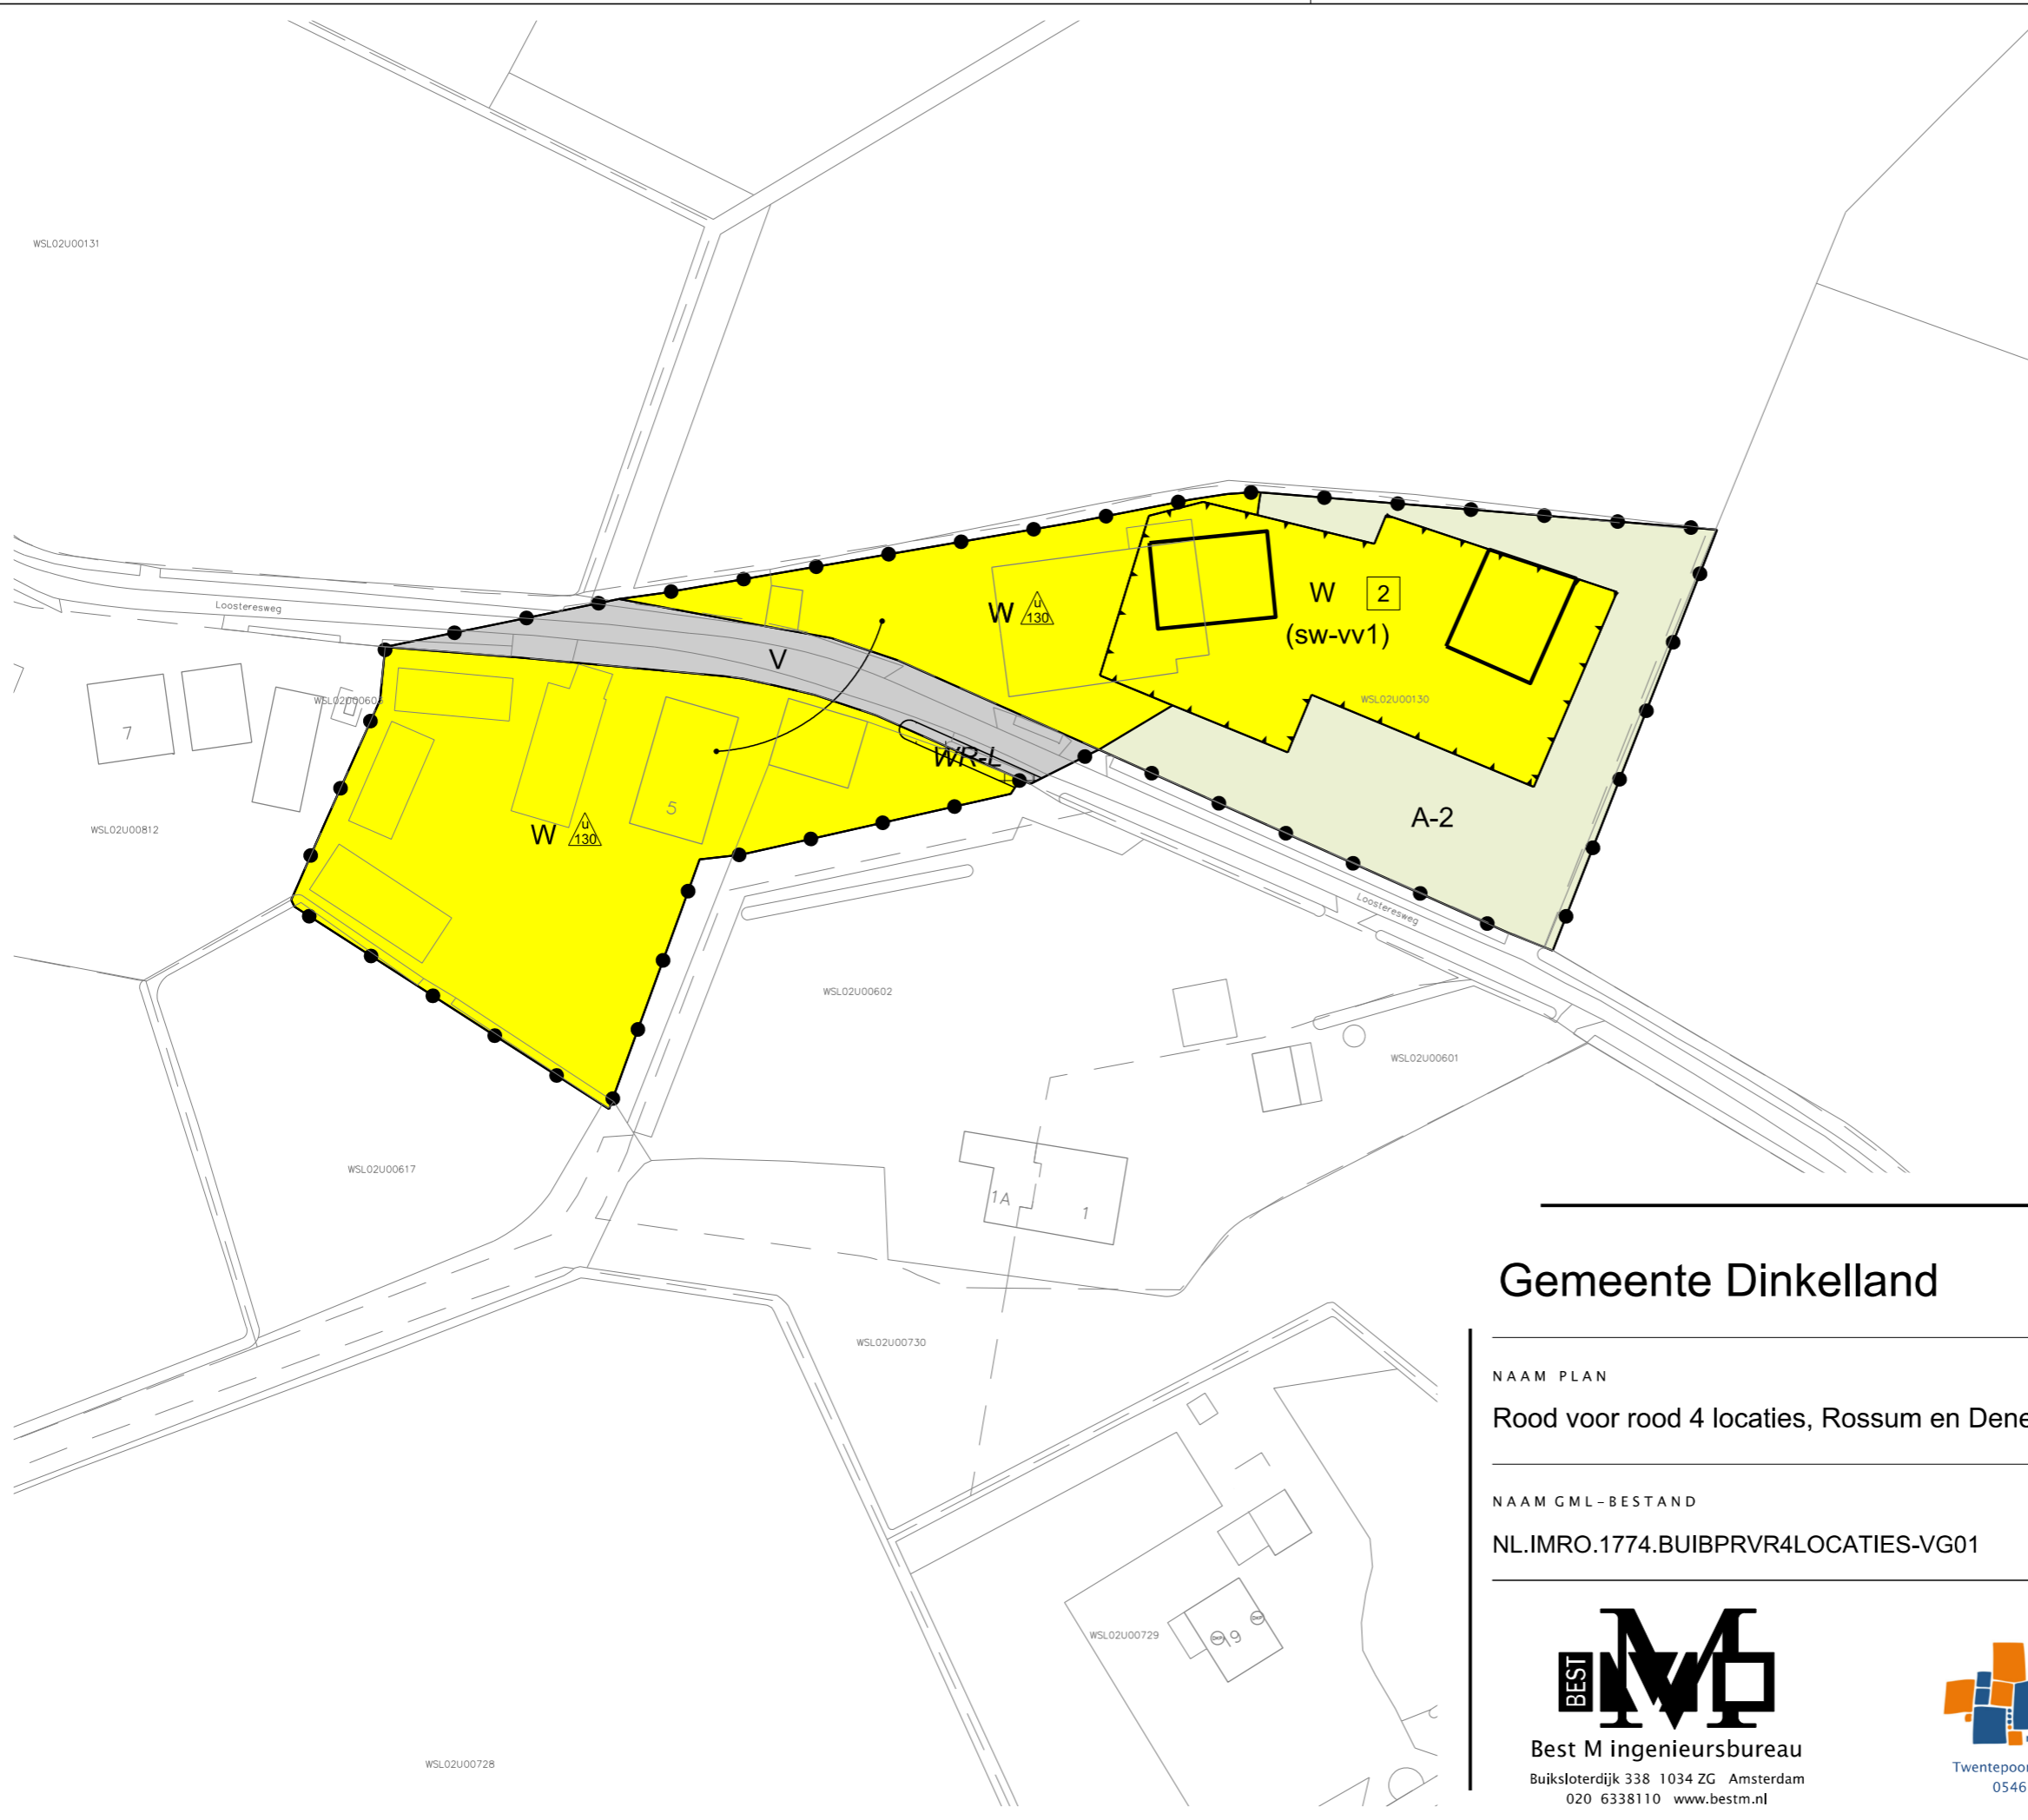 WSL02U00131
Loosteresweg
7
WSL02U00605
WSL02U00812
W
u
130
5
V
WR-L
W
u
130
W
2
(sw-vv1)
WSL02U00130
A-2
Loosteresweg
WSL02U00602
WSL02U00601
WSL02U00617
1A
1
WSL02U00730
WSL02U00729
9
WSL02U00728
Gemeente Dinkelland
NAAM PLAN
Rood voor rood 4 locaties, Rossum en Dene
NAAM GML-BESTAND
NL.IMRO.1774.BUIBPRVR4LOCATIES-VG01
BEST
M
Best M ingenieursbureau
Buiksloterdijk 338 1034 ZG Amsterdam
020 6338110 www.bestm.nl
Twentepoor
0546